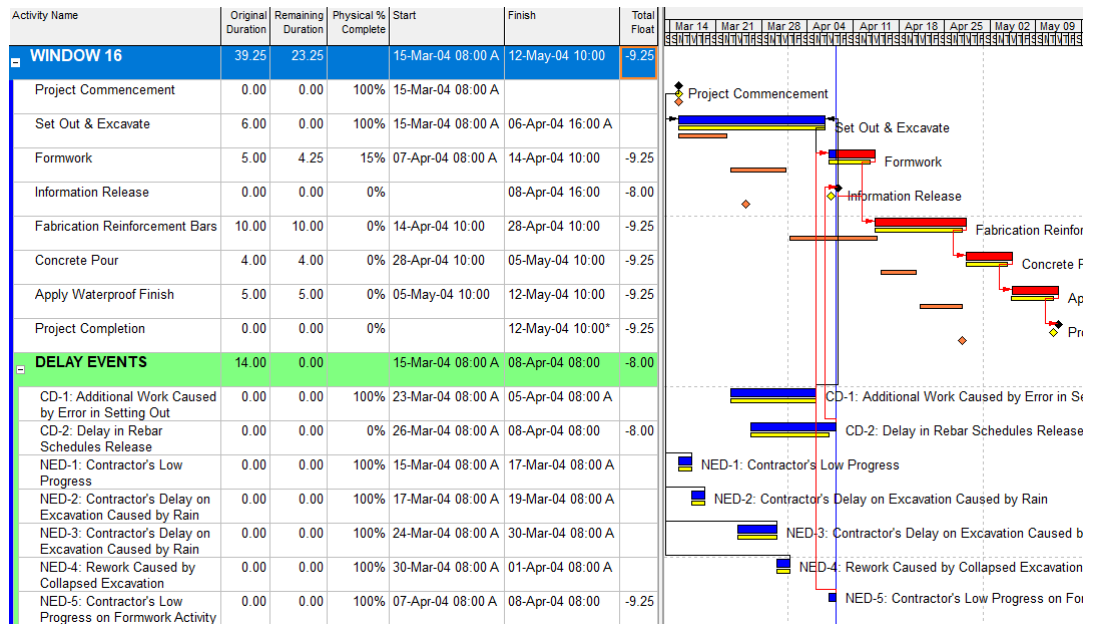 Activity Name Original Remaining Physical % Start Finish Total
Duration Duration Complete Float
Mar 14 Mar 21 Mar 28 Apr 04 Apr 11 Apr 18 Apr 25 May 02 May 09
WINDOW 16 39.25 23.25 15-Mar-04 08:00 A 12-May-04 10:00 -9.25
Project Commencement 0.00 0.00 100% 15-Mar-04 08:00 A Project Commencement
Set Out & Excavate 6.00 0.00 100% 15-Mar-04 08:00 A 06-Apr-04 16:00 A Set Out & Excavate
Formwork 5.00 4.25 15% 07-Apr-04 08:00 A 14-Apr-04 10:00 -9.25 Formwork
Information Release 0.00 0.00 0% 08-Apr-04 16:00 -8.00 Information Release
Fabrication Reinforcement Bars 10.00 10.00 0% 14-Apr-04 10:00 28-Apr-04 10:00 -9.25 Fabrication Reinfor
Concrete Pour 4.00 4.00 0% 28-Apr-04 10:00 05-May-04 10:00 -9.25 Concrete P
Apply Waterproof Finish 5.00 5.00 0% 05-May-04 10:00 12-May-04 10:00 -9.25 Ap
Project Completion 0.00 0.00 0% 12-May-04 10:00* -9.25 Pr
DELAY EVENTS 14.00 0.00 15-Mar-04 08:00 A 08-Apr-04 08:00 -8.00
CD-1: Additional Work Caused 0.00 0.00 100% 23-Mar-04 08:00 A 05-Apr-04 08:00 A CD-1: Additional Work Caused by Error in Se
by Error in Setting Out
CD-2: Delay in Rebar 0.00 0.00 0% 26-Mar-04 08:00 A 08-Apr-04 08:00 -8.00 CD-2: Delay in Rebar Schedules Release
Schedules Release
NED-1: Contractor's Low 0.00 0.00 100% 15-Mar-04 08:00 A 17-Mar-04 08:00 A NED-1: Contractor's Low Progress
Progress
NED-2: Contractor's Delay on 0.00 0.00 100% 17-Mar-04 08:00 A 19-Mar-04 08:00 A NED-2: Contractor's Delay on Excavation Caused by Rain
Excavation Caused by Rain
NED-3: Contractor's Delay on 0.00 0.00 100% 24-Mar-04 08:00 A 30-Mar-04 08:00 A NED-3: Contractor's Delay on Excavation Caused b
Excavation Caused by Rain
NED-4: Rework Caused by 0.00 0.00 100% 30-Mar-04 08:00 A 01-Apr-04 08:00 A NED-4: Rework Caused by Collapsed Excavation
Collapsed Excavation
NED-5: Contractor's Low 0.00 0.00 100% 07-Apr-04 08:00 A 08-Apr-04 08:00 -9.25 NED-5: Contractor's Low Progress on For
Progress on Formwork Activity